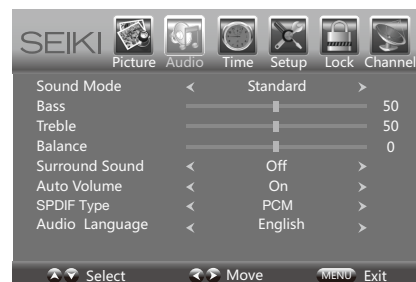 SEIKI
Picture Audio Time Setup Lock Channel
Sound Mode < Standard >
Bass 50
Treble 50
Balance 0
Surround Sound < Off >
Auto Volume < On >
SPDIF Type < PCM >
Audio Language < English >
Select Move MENU Exit